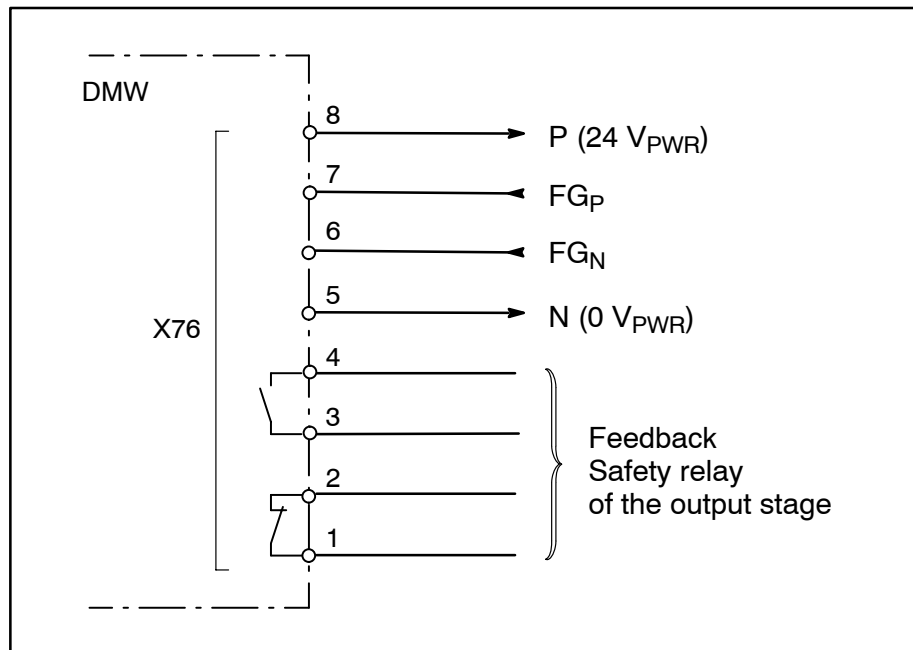 DMW
8
P (24 VPWR)
7
FGP
6
FGN
5
N (0 VPWR)
X76
4
3
2
1
Feedback
Safety relay
of the output stage